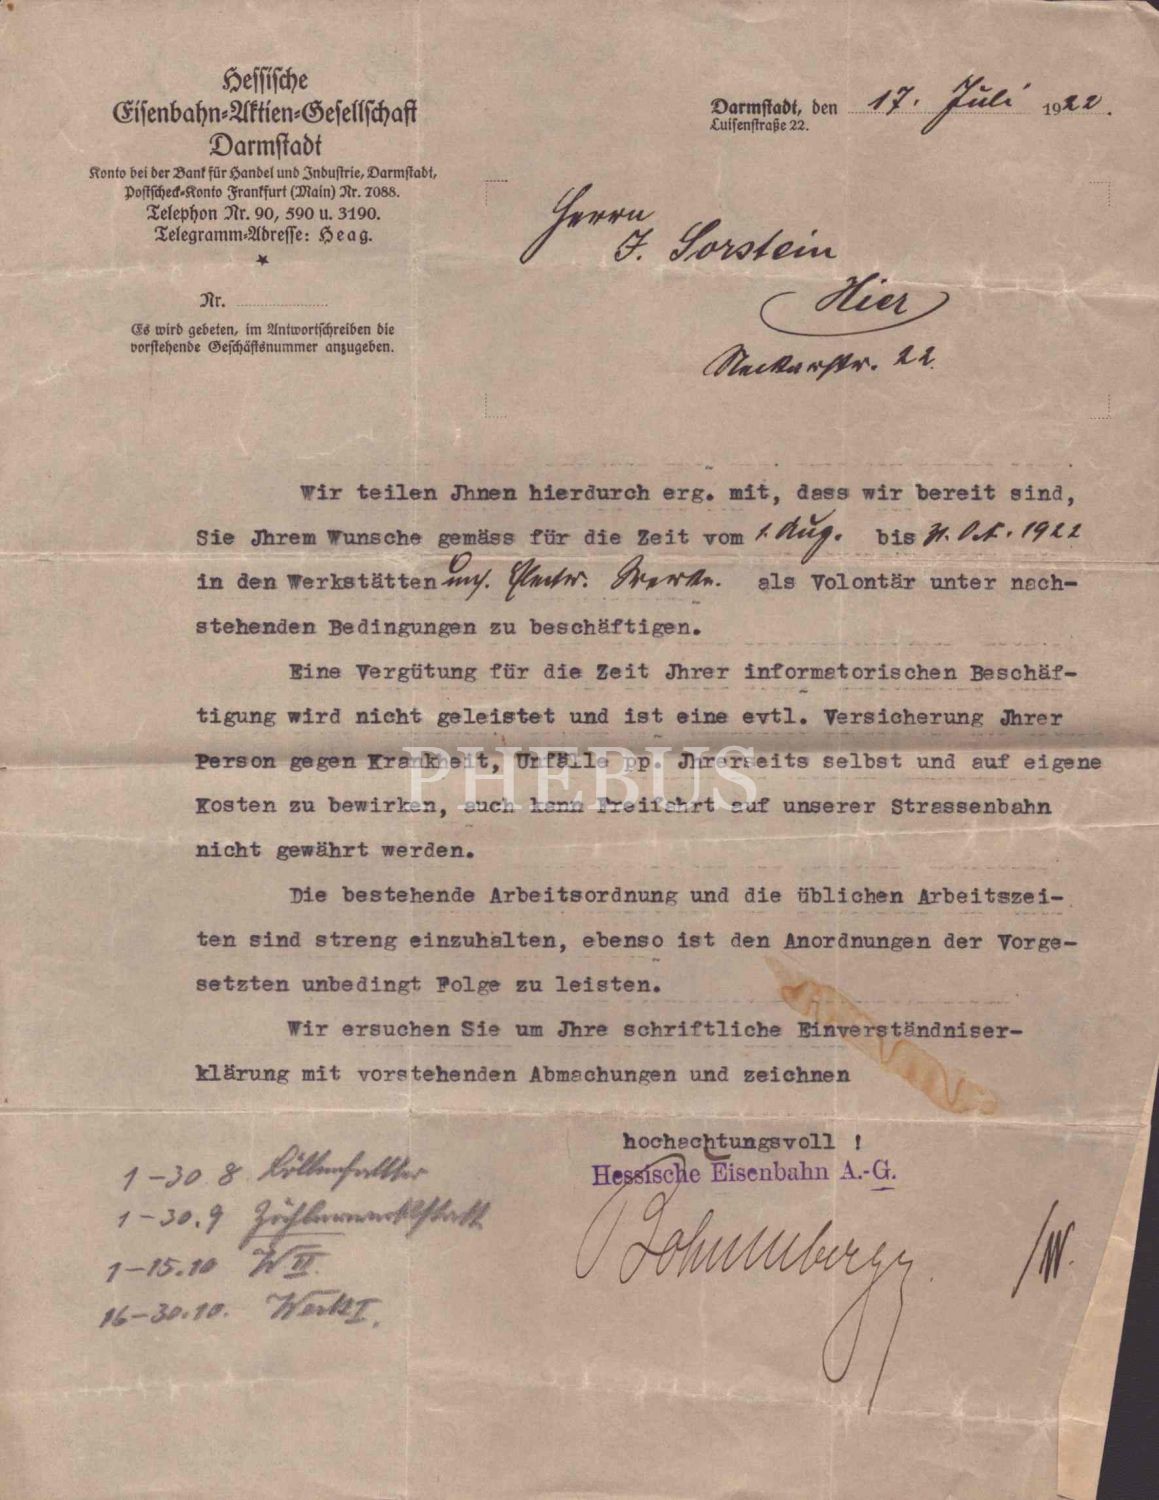 Hessische
Eisenbahn-Aktien-Gesellschaft
Darmstadt
Konto bei der Bank für Handel und Industrie, Darmstadt,
Postscheck-Konto Frankfurt (Main) Nr. 7088.
Telephon Nr. 90, 590 u. 3190.
Telegramm-Adresse: Heag.
Nr.
Es wird gebeten, im Antwortschreiben die
vorstehende Geschäftsnummer anzugeben.
Darmstadt, den 17. Juli 1922.
Luisenstraße 22.
Herrn
J. Sorstein
Hier
Neckarstr. 22.
Wir teilen Jhnen hierdurch erg. mit, dass wir bereit sind,
Sie Jhrem Wunsche gemäss für die Zeit vom 1. Aug. bis 31. Okt. 1922
in den Werkstätten als Volontär unter nach-
stehenden Bedingungen zu beschäftigen.
Eine Vergütung für die Zeit Jhrer informatorischen Beschäf-
tigung wird nicht geleistet und ist eine evtl. Versicherung Jhrer
Person gegen Krankheit, Unfälle pp. Jhrerseits selbst und auf eigene
Kosten zu bewirken, auch kann Freifahrt auf unserer Strassenbahn
nicht gewährt werden.
Die bestehende Arbeitsordnung und die üblichen Arbeitszei-
ten sind streng einzuhalten, ebenso ist den Anordnungen der Vorge-
setzten unbedingt Folge zu leisten.
Wir ersuchen Sie um Jhre schriftliche Einverständniser-
klärung mit vorstehenden Abmachungen und zeichnen
hochachtungsvoll !
Hessische Eisenbahn A.-G.
1-30 8
1-30.9 Zählerwerkstatt
1-15.10 W II
16-30.10. Werk I.
PHEBUS